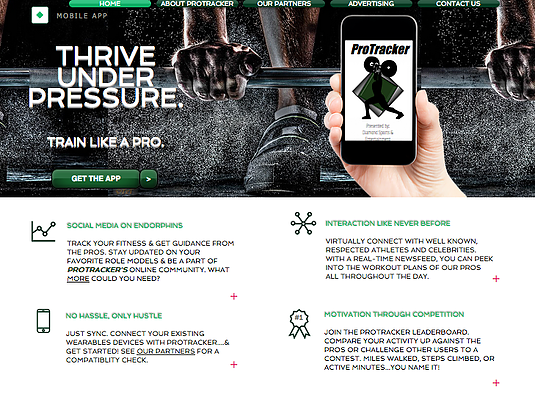 HOME ABOUT PROTRACKER OUR PARTNERS ADVERTISING CONTACT US
MOBILE APP
THRIVE
UNDER
PRESSURE.
TRAIN LIKE A PRO.
GET THE APP >
ProTracker
Presented by:
Diamond Sports &
SOCIAL MEDIA ON ENDORPHINS
TRACK YOUR FITNESS & GET GUIDANCE FROM
THE PROS. STAY UPDATED ON YOUR
FAVORITE ROLE MODELS & BE A PART OF
PROTRACKER'S ONLINE COMMUNITY. WHAT
MORE COULD YOU NEED?
INTERACTION LIKE NEVER BEFORE
VIRTUALLY CONNECT WITH WELL KNOWN,
RESPECTED ATHLETES AND CELEBRITIES.
WITH A REAL-TIME NEWSFEED, YOU CAN PEEK
INTO THE WORKOUT PLANS OF OUR PROS
ALL THROUGHOUT THE DAY.
NO HASSLE, ONLY HUSTLE
JUST SYNC. CONNECT YOUR EXISTING
WEARABLES DEVICES WITH PROTRACKER....&
GET STARTED! SEE OUR PARTNERS FOR A
COMPATIBLITY CHECK.
#1
MOTIVATION THROUGH COMPETITION
JOIN THE PROTRACKER LEADERBOARD.
COMPARE YOUR ACTIVITY UP AGAINST THE
PROS OR CHALLENGE OTHER USERS TO A
CONTEST. MILES WALKED, STEPS CLIMBED, OR
ACTIVE MINUTES...YOU NAME IT!